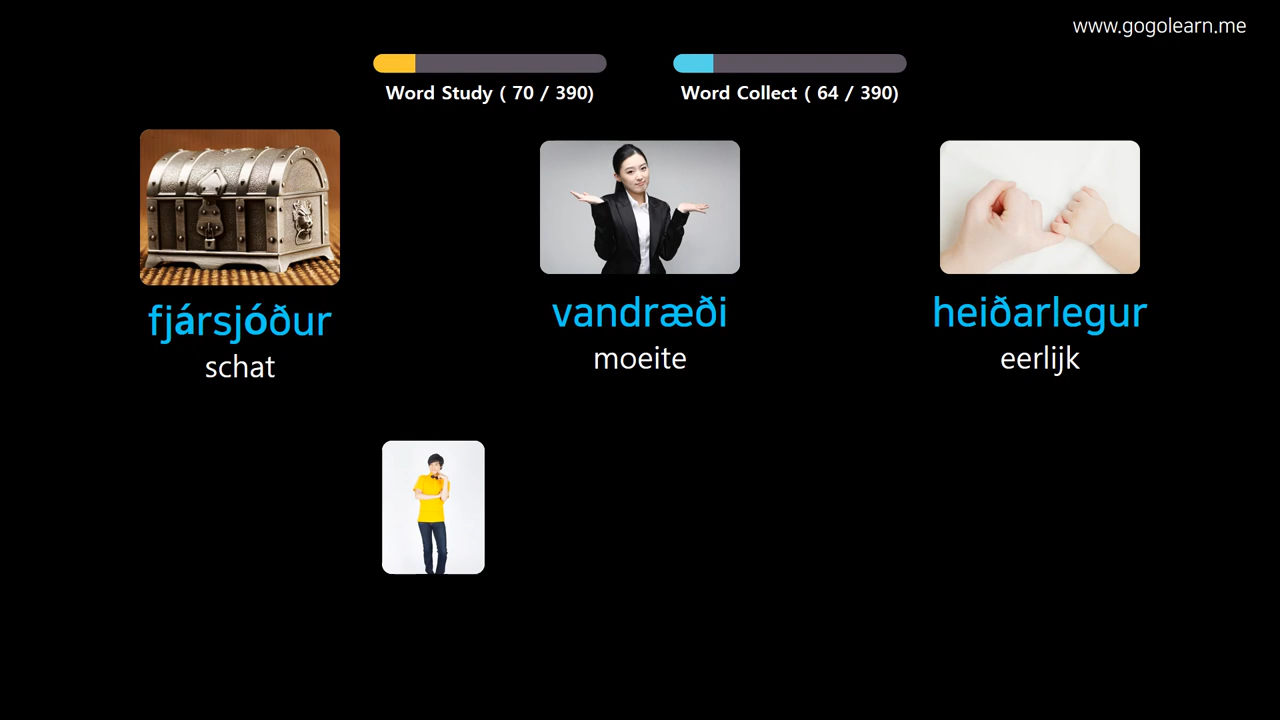 www.gogolearn.me
Word Study ( 70 / 390)
Word Collect ( 64 / 390)
fjársjóður
schat
vandræði
moeite
heiðarlegur
eerlijk